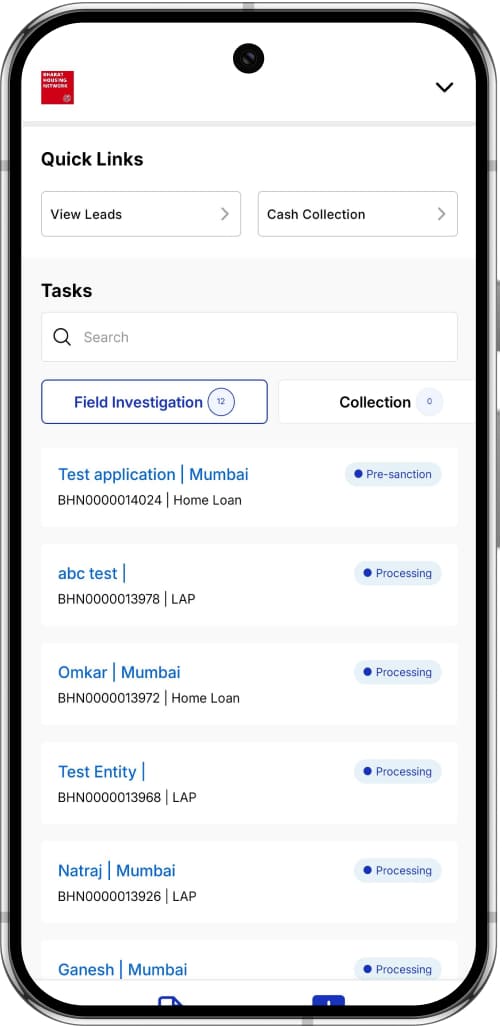 BHARAT
HOUSING
NETWORK
Quick Links
View Leads
Cash Collection
Tasks
Search
Field Investigation 12
Collection 0
Test application | Mumbai
Pre-sanction
BHN0000014024 | Home Loan
abc test |
Processing
BHN0000013978 | LAP
Omkar | Mumbai
Processing
BHN0000013972 | Home Loan
Test Entity |
Processing
BHN0000013968 | LAP
Natraj | Mumbai
Processing
BHN0000013926 | LAP
Ganesh | Mumbai
Processing